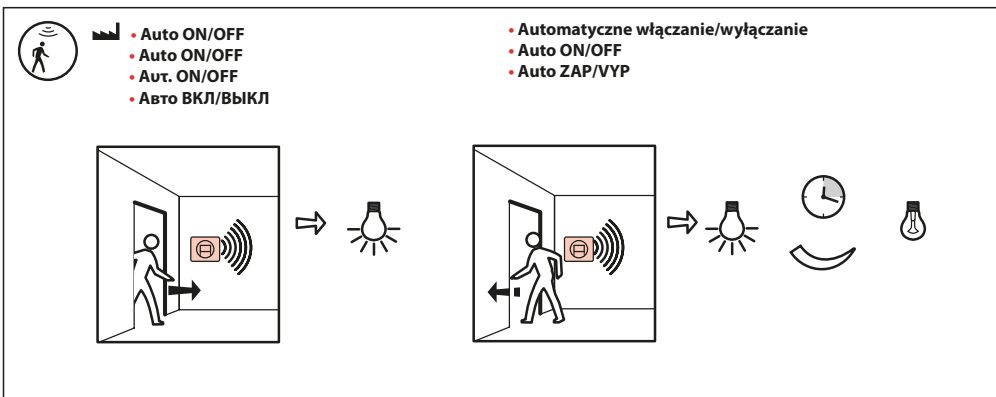 • Auto ON/OFF
• Auto ON/OFF
• Αυτ. ON/OFF
• Авто ВКЛ/ВЫКЛ
• Automatyczne włączanie/wyłączanie
• Auto ON/OFF
• Auto ZAP/VYP